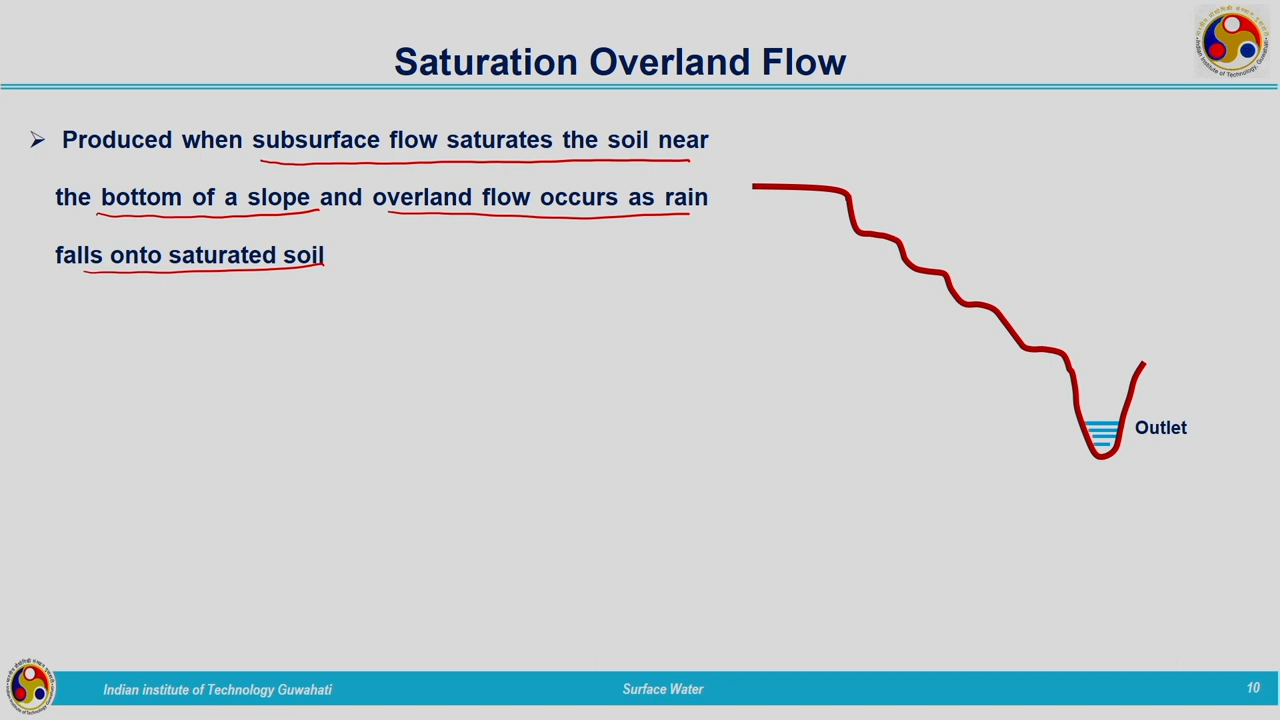 Saturation Overland Flow
Produced when subsurface flow saturates the soil near
the bottom of a slope and overland flow occurs as rain
falls onto saturated soil
Outlet
Indian institute of Technology Guwahati
Surface Water
10